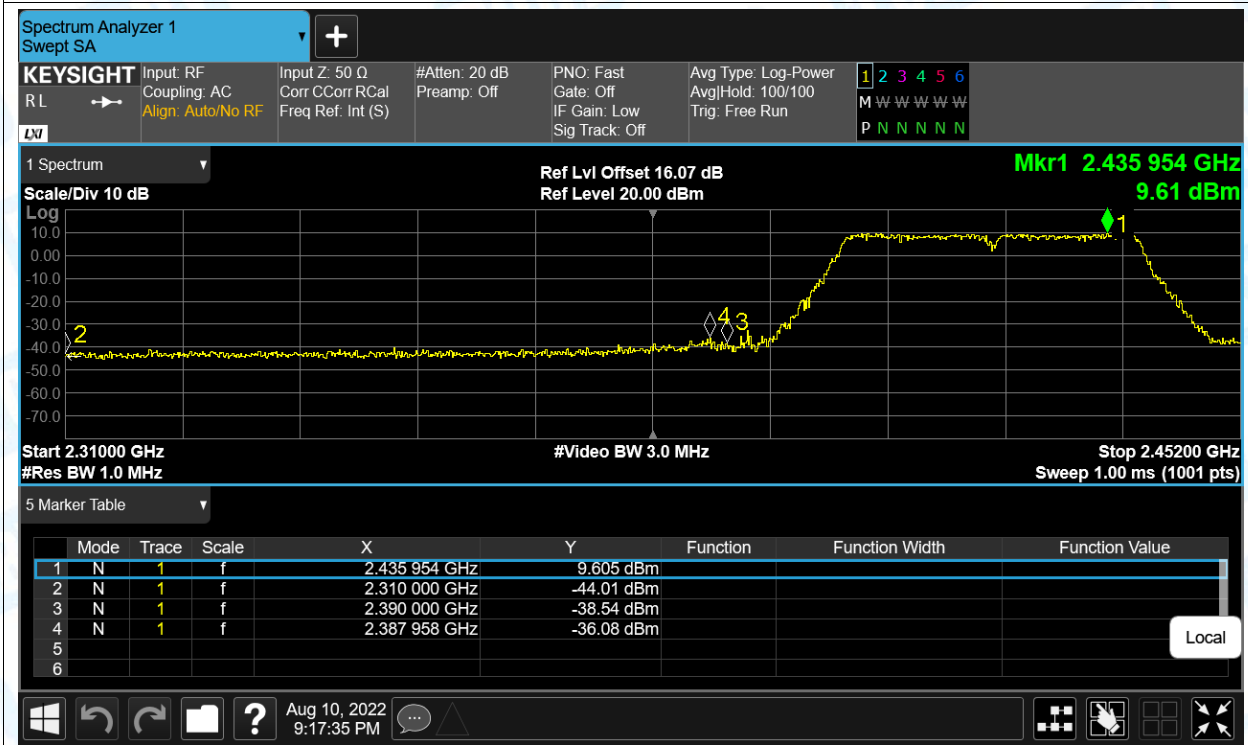 Spectrum Analyzer 1
Swept SA
KEYSIGHT
R L
LXI
Input: RF
Coupling: AC
Align: Auto/No RF
Input Z: 50 Ω
Corr CCorr RCal
Freq Ref: Int (S)
#Atten: 20 dB
Preamp: Off
PNO: Fast
Gate: Off
IF Gain: Low
Sig Track: Off
Avg Type: Log-Power
Avg|Hold: 100/100
Trig: Free Run
1 2 3 4 5 6
M W W W W W
P N N N N N
1 Spectrum
Scale/Div 10 dB
Ref Lvl Offset 16.07 dB
Ref Level 20.00 dBm
Mkr1 2.435 954 GHz
9.61 dBm
Log
10.0
0.00
-10.0
-20.0
-30.0
-40.0
-50.0
-60.0
-70.0
1
2
4
3
Start 2.31000 GHz
#Video BW 3.0 MHz
Stop 2.45200 GHz
#Res BW 1.0 MHz
Sweep 1.00 ms (1001 pts)
5 Marker Table
Mode Trace Scale X Y Function Function Width Function Value
1 N 1 f 2.435 954 GHz 9.605 dBm
2 N 1 f 2.310 000 GHz -44.01 dBm
3 N 1 f 2.390 000 GHz -38.54 dBm
4 N 1 f 2.387 958 GHz -36.08 dBm
5
6
Local
?
Aug 10, 2022
9:17:35 PM